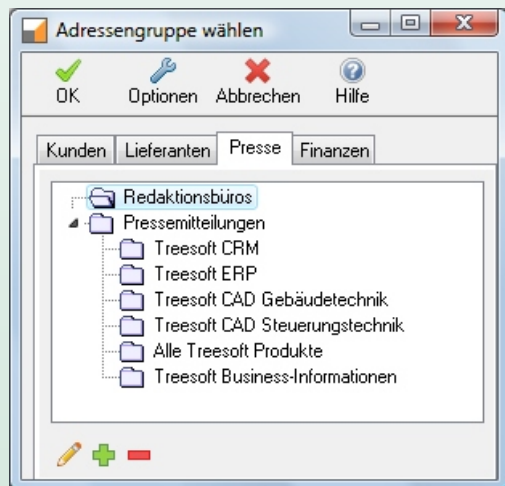 Adressengruppe wählen
OK Optionen Abbrechen Hilfe
Kunden Lieferanten Presse Finanzen
Redaktionsbüros
Pressemitteilungen
Treesoft CRM
Treesoft ERP
Treesoft CAD Gebäudetechnik
Treesoft CAD Steuerungstechnik
Alle Treesoft Produkte
Treesoft Business-Informationen